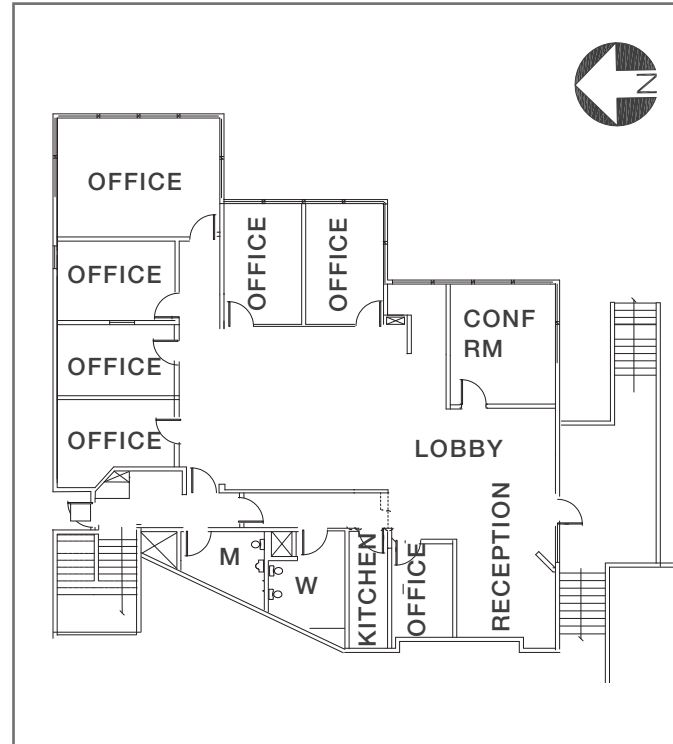 N
OFFICE
OFFICE
OFFICE
OFFICE
CONF
RM
OFFICE
OFFICE
LOBBY
RECEPTION
M
W
KITCHEN
OFFICE